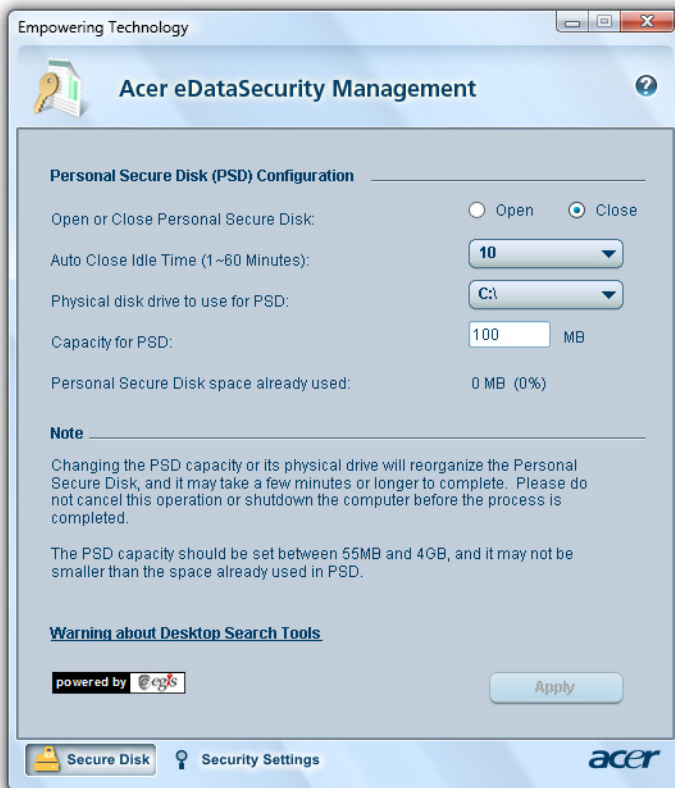 Empowering Technology
Acer eDataSecurity Management
Personal Secure Disk (PSD) Configuration
Open or Close Personal Secure Disk: Open Close
Auto Close Idle Time (1~60 Minutes): 10
Physical disk drive to use for PSD: C:\
Capacity for PSD: 100 MB
Personal Secure Disk space already used: 0 MB (0%)
Note
Changing the PSD capacity or its physical drive will reorganize the Personal
Secure Disk, and it may take a few minutes or longer to complete. Please do
not cancel this operation or shutdown the computer before the process is
completed.
The PSD capacity should be set between 55MB and 4GB, and it may not be
smaller than the space already used in PSD.
Warning about Desktop Search Tools
powered by egis
Apply
Secure Disk Security Settings acer